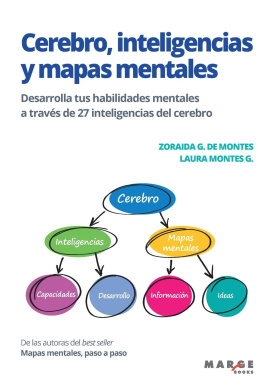 Cerebro, inteligencias
y mapas mentales
Desarrolla tus habilidades mentales
a través de 27 inteligencias del cerebro
ZORAIDA G. DE MONTES
LAURA MONTES G.
Cerebro
Inteligencias
Mapas
mentales
Capacidades
Desarrollo
Información
Ideas
De las autoras del best seller
Mapas mentales, paso a paso
MARGE
BOOKS